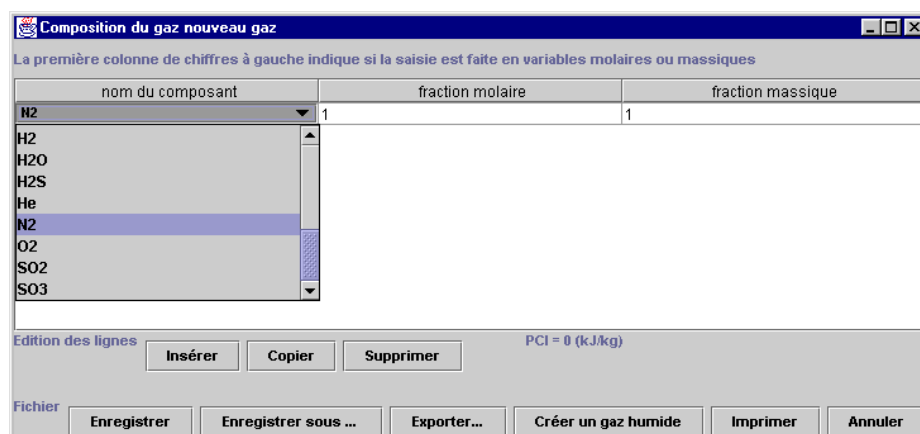 Composition du gaz nouveau gaz
La première colonne de chiffres à gauche indique si la saisie est faite en variables molaires ou massiques
nom du composant fraction molaire fraction massique
N2 1 1
H2
H2O
H2S
He
N2
O2
SO2
SO3
Edition des lignes Insérer Copier Supprimer PCI = 0 (kJ/kg)
Fichier Enregistrer Enregistrer sous ... Exporter... Créer un gaz humide Imprimer Annuler